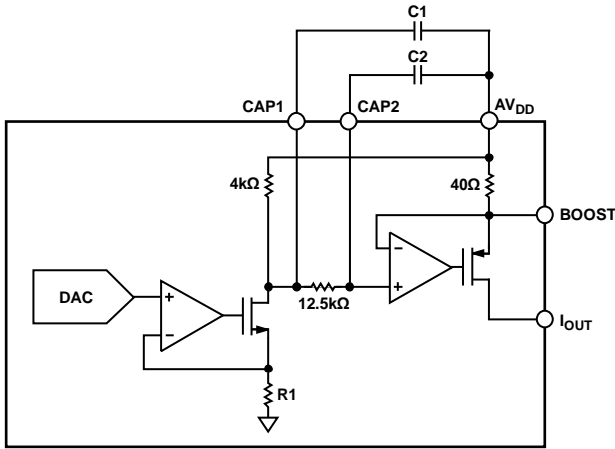 C1
C2
CAP1
CAP2
AVDD
4kΩ
40Ω
BOOST
DAC
+
−
12.5kΩ
−
+
IOUT
R1